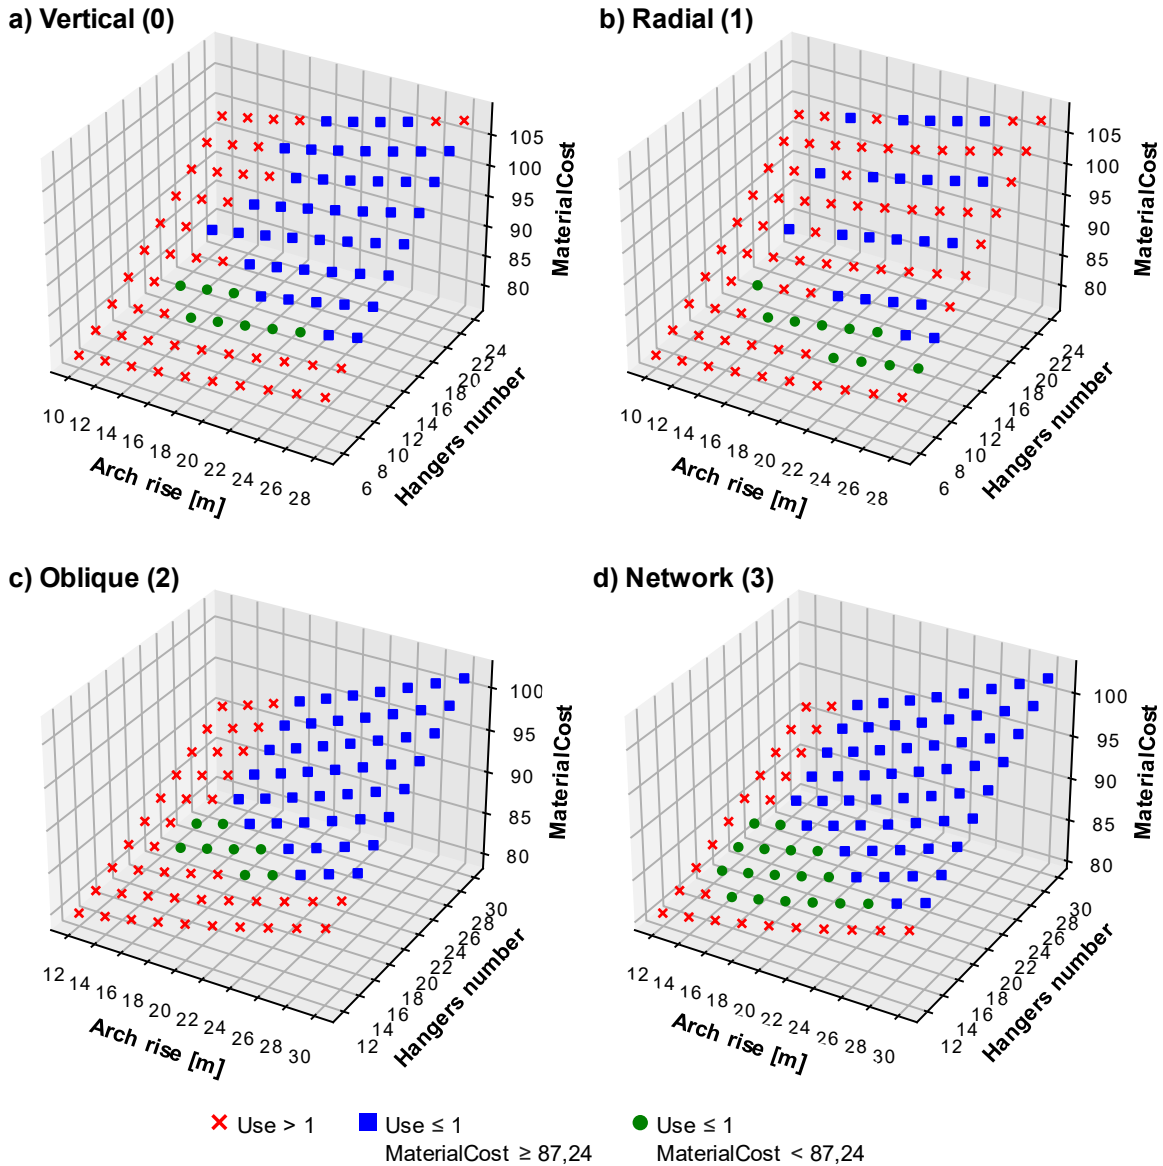 a) Vertical (0)
b) Radial (1)
105
100
95
90
85
80
MaterialCost
10 12 14 16 18 20 22 24 26 28
Arch rise [m]
6 8 10 12 14 16 18 20 22 24
Hangers number
105
100
95
90
85
80
MaterialCost
10 12 14 16 18 20 22 24 26 28
Arch rise [m]
6 8 10 12 14 16 18 20 22 24
Hangers number
c) Oblique (2)
d) Network (3)
100
95
90
85
80
MaterialCost
12 14 16 18 20 22 24 26 28 30
Arch rise [m]
12 14 16 18 20 22 24 26 28 30
Hangers number
100
95
90
85
80
MaterialCost
12 14 16 18 20 22 24 26 28 30
Arch rise [m]
12 14 16 18 20 22 24 26 28 30
Hangers number
Use > 1
Use ≤ 1
MaterialCost ≥ 87,24
Use ≤ 1
MaterialCost < 87,24